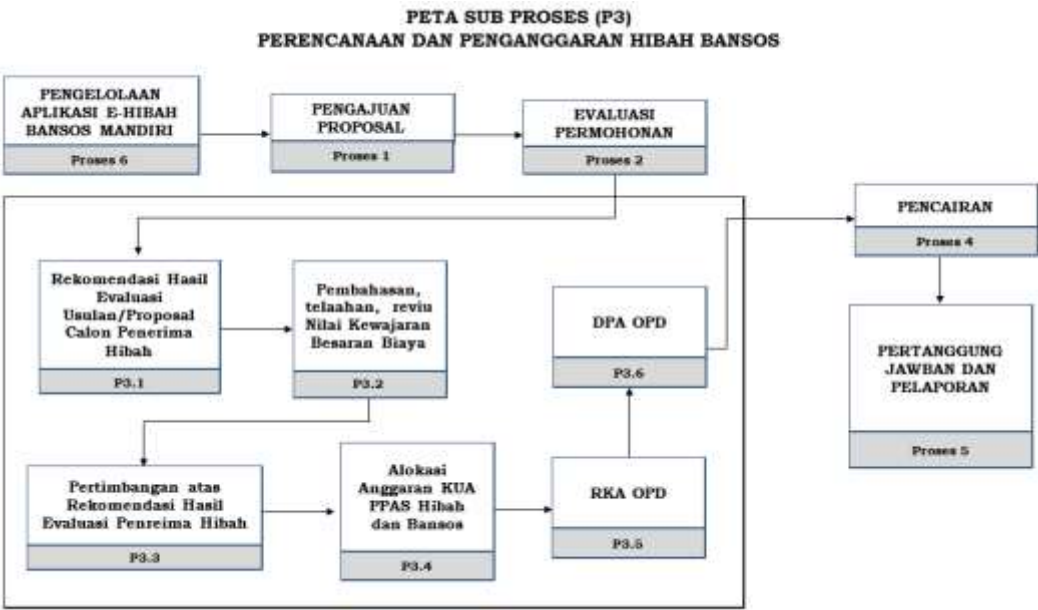 PETA SUB PROSES (P3)
PERENCANAAN DAN PENGANGGARAN HIBAH BANSOS
PENGELOLAAN
APLIKASI E-HIBAH
BANSOS MANDIRI
Proses 6
PENGAJUAN
PROPOSAL
Proses 1
EVALUASI
PERMOHONAN
Proses 2
PENCAIRAN
Proses 4
Rekomendasi Hasil
Evaluasi
Usulan/Proposal
Calon Penerima
Hibah
P3.1
Pembahasan,
telaahan, reviu
Nilai Kewajaran
Besaran Biaya
P3.2
DPA OPD
P3.6
PERTANGGUNG
JAWBAN DAN
PELAPORAN
Proses 5
Pertimbangan atas
Rekomendasi Hasil
Evaluasi Penreima Hibah
P3.3
Alokasi
Anggaran KUA
PPAS Hibah
dan Bansos
P3.4
RKA OPD
P3.5